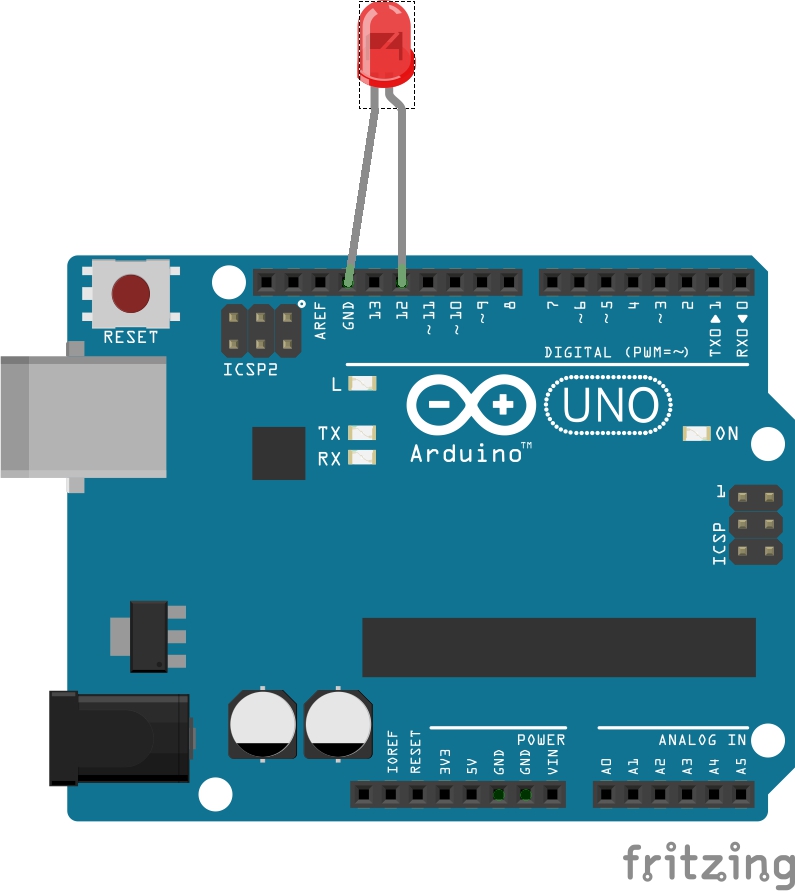 RESET
ICSP2
AREF
GND
13
12
~11
~10
~9
8
7
~6
~5
4
~3
2
TX0▶1
RX0◀0
DIGITAL (PWM=~)
L
TX
RX
UNO
Arduino™
ON
1
ICSP
IOREF
RESET
3V3
5V
GND
GND
VIN
POWER
ANALOG IN
A0
A1
A2
A3
A4
A5
fritzing